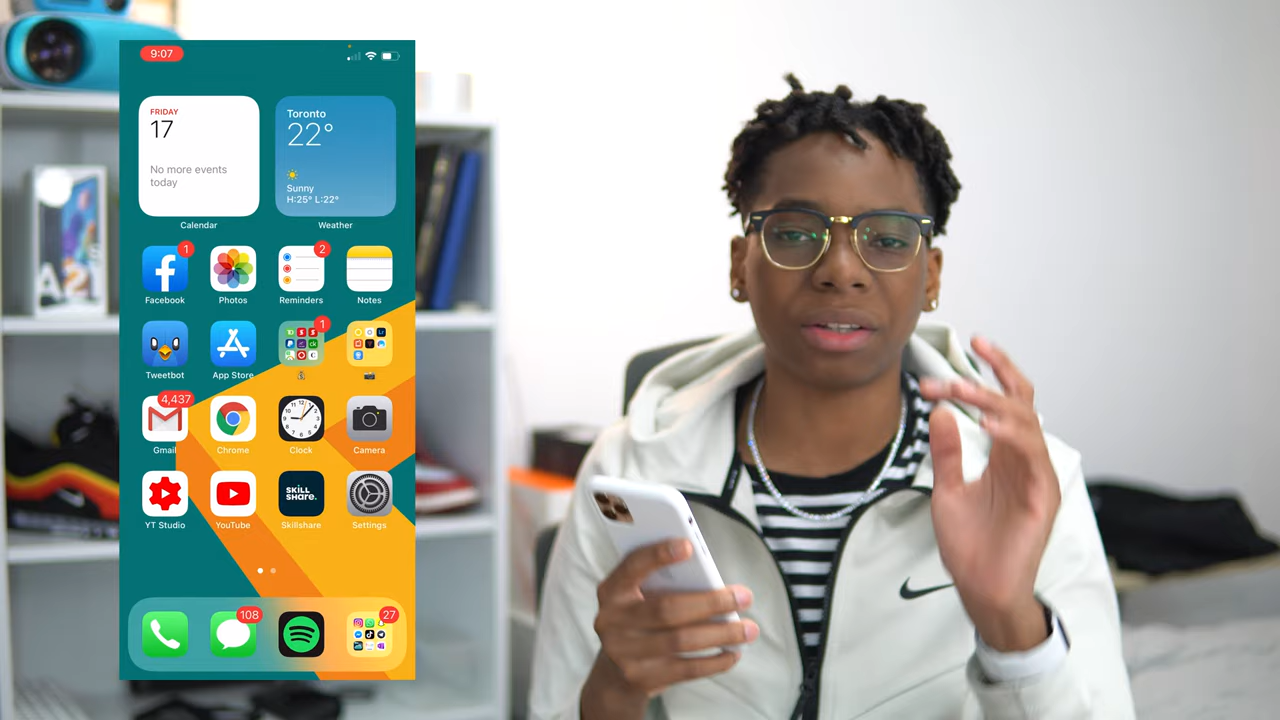 9:07
FRIDAY
17
No more events
today
Calendar
Toronto
22°
Sunny
H:25° L:22°
Weather
1
2
Facebook
Photos
Reminders
Notes
1
Tweetbot
App Store
4,437
Gmail
Chrome
Clock
Camera
SKILL
SHARE.
YT Studio
YouTube
Skillshare
Settings
108
27